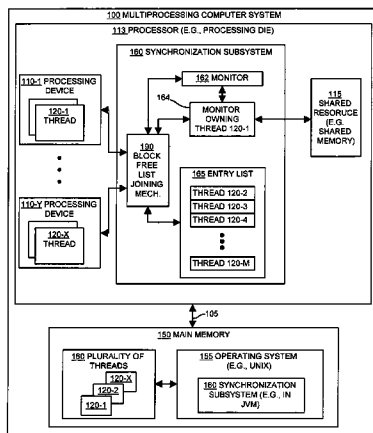 100 MULTIPROCESSING COMPUTER SYSTEM
113 PROCESSOR (E.G., PROCESSING DIE)
160 SYNCHRONIZATION SUBSYSTEM
110-1 PROCESSING
DEVICE
120-1
THREAD
162 MONITOR
164
MONITOR
OWNING
THREAD 120-1
115
SHARED
RESORUCE
(E.G.
SHARED
MEMORY)
190
BLOCK
FREE
LIST
JOINING
MECH.
165 ENTRY LIST
THREAD 120-2
THREAD 120-3
THREAD 120-4
THREAD 120-M
110-Y PROCESSING
DEVICE
120-X
THREAD
105
150 MAIN MEMORY
180 PLURALITY OF
THREADS
120-X
120-2
120-1
155 OPERATING SYSTEM
(E.G., UNIX)
160 SYNCHRONIZATION
SUBSYSTEM (E.G., IN
JVM)